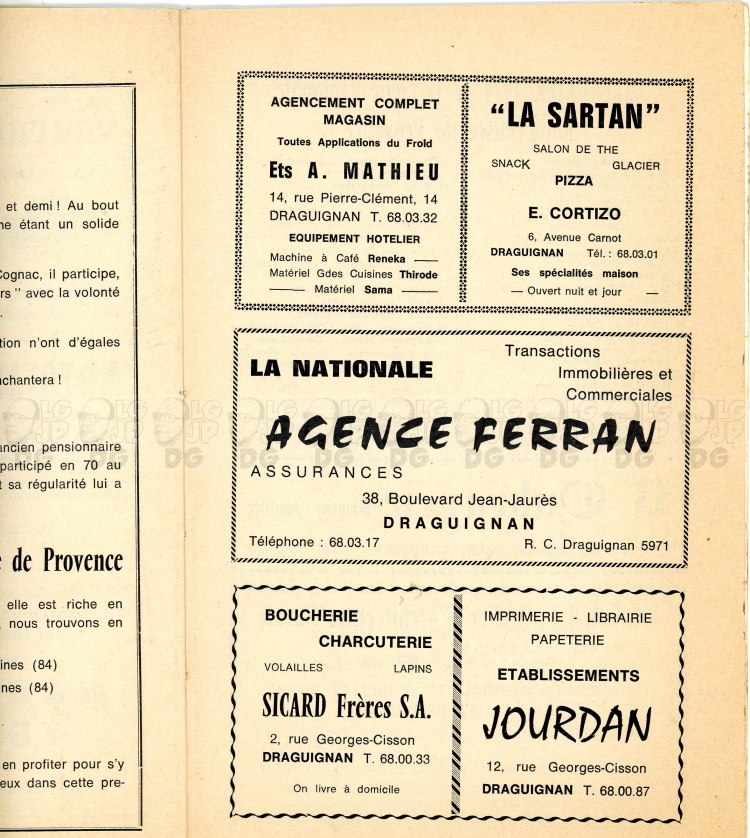 et demi ! Au bout
étant un solide
Cognac, il participe,
" avec la volonté
n'ont d'égales
ancien pensionnaire
participé en 70 au
sa régularité lui a
de Provence
elle est riche en
nous trouvons en
(84)
(84)
en profiter pour s'y
dans cette pre-
AGENCEMENT COMPLET
MAGASIN
Toutes Applications du Froid
Ets A. MATHIEU
14, rue Pierre-Clément, 14
DRAGUIGNAN T. 68.03.32
EQUIPEMENT HOTELIER
Machine à Café Reneka
Matériel Gdes Cuisines Thirode
Matériel Sama
"LA SARTAN"
SALON DE THE
SNACK GLACIER
PIZZA
E. CORTIZO
6, Avenue Carnot
DRAGUIGNAN Tél. : 68.03.01
Ses spécialités maison
— Ouvert nuit et jour —
LA NATIONALE
Transactions
Immobilières et
Commerciales
AGENCE FERRAN
ASSURANCES
38, Boulevard Jean-Jaurès
DRAGUIGNAN
Téléphone : 68.03.17 R. C. Draguignan 5971
BOUCHERIE
CHARCUTERIE
VOLAILLES LAPINS
SICARD Frères S.A.
2, rue Georges-Cisson
DRAGUIGNAN T. 68.00.33
On livre à domicile
IMPRIMERIE - LIBRAIRIE
PAPETERIE
ETABLISSEMENTS
JOURDAN
12, rue Georges-Cisson
DRAGUIGNAN T. 68.00.87